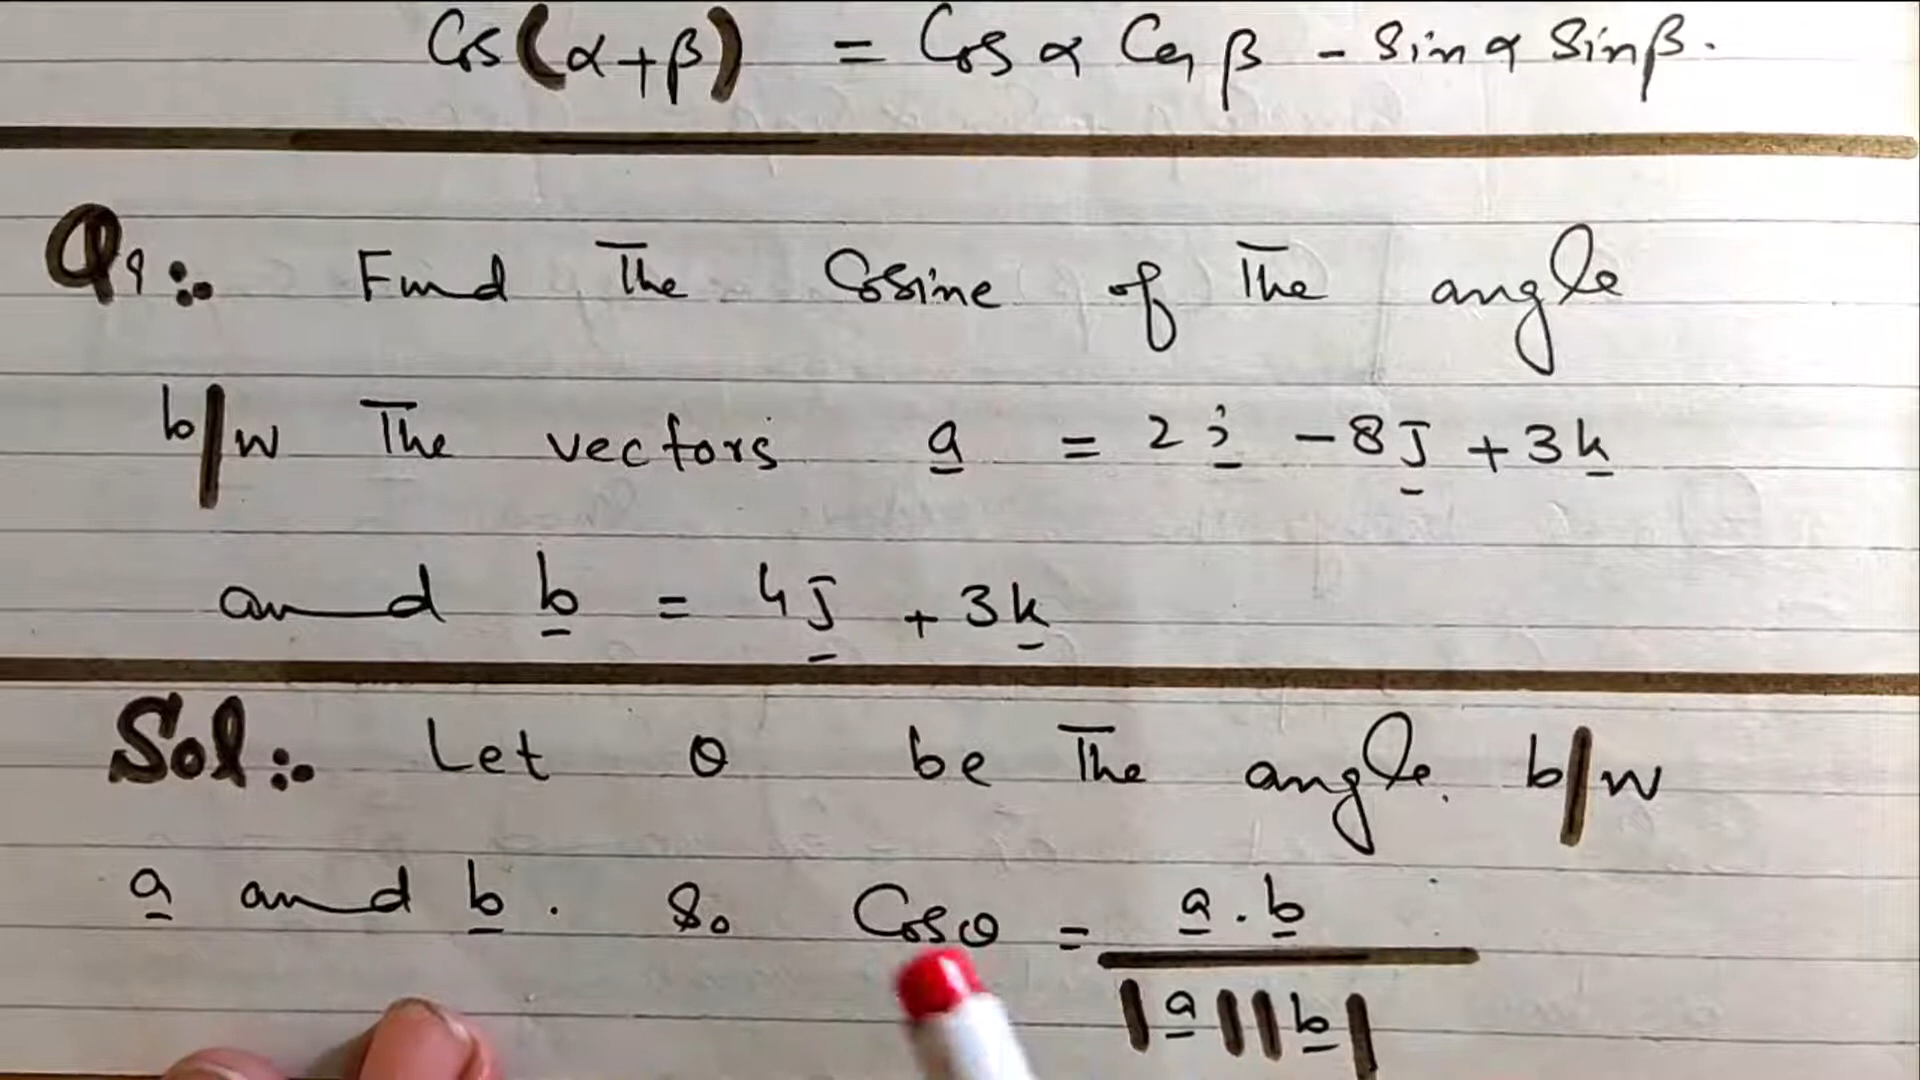 Cos(α+β) = Cos α Cos β - Sin α Sin β.
Q9:. Find The Cosine of The angle
b/w The vectors a = 2i - 8J + 3k
and b = 4J + 3k
Sol:. Let θ be The angle. b/w
a and b. So Cosθ = a.b
|a||b|